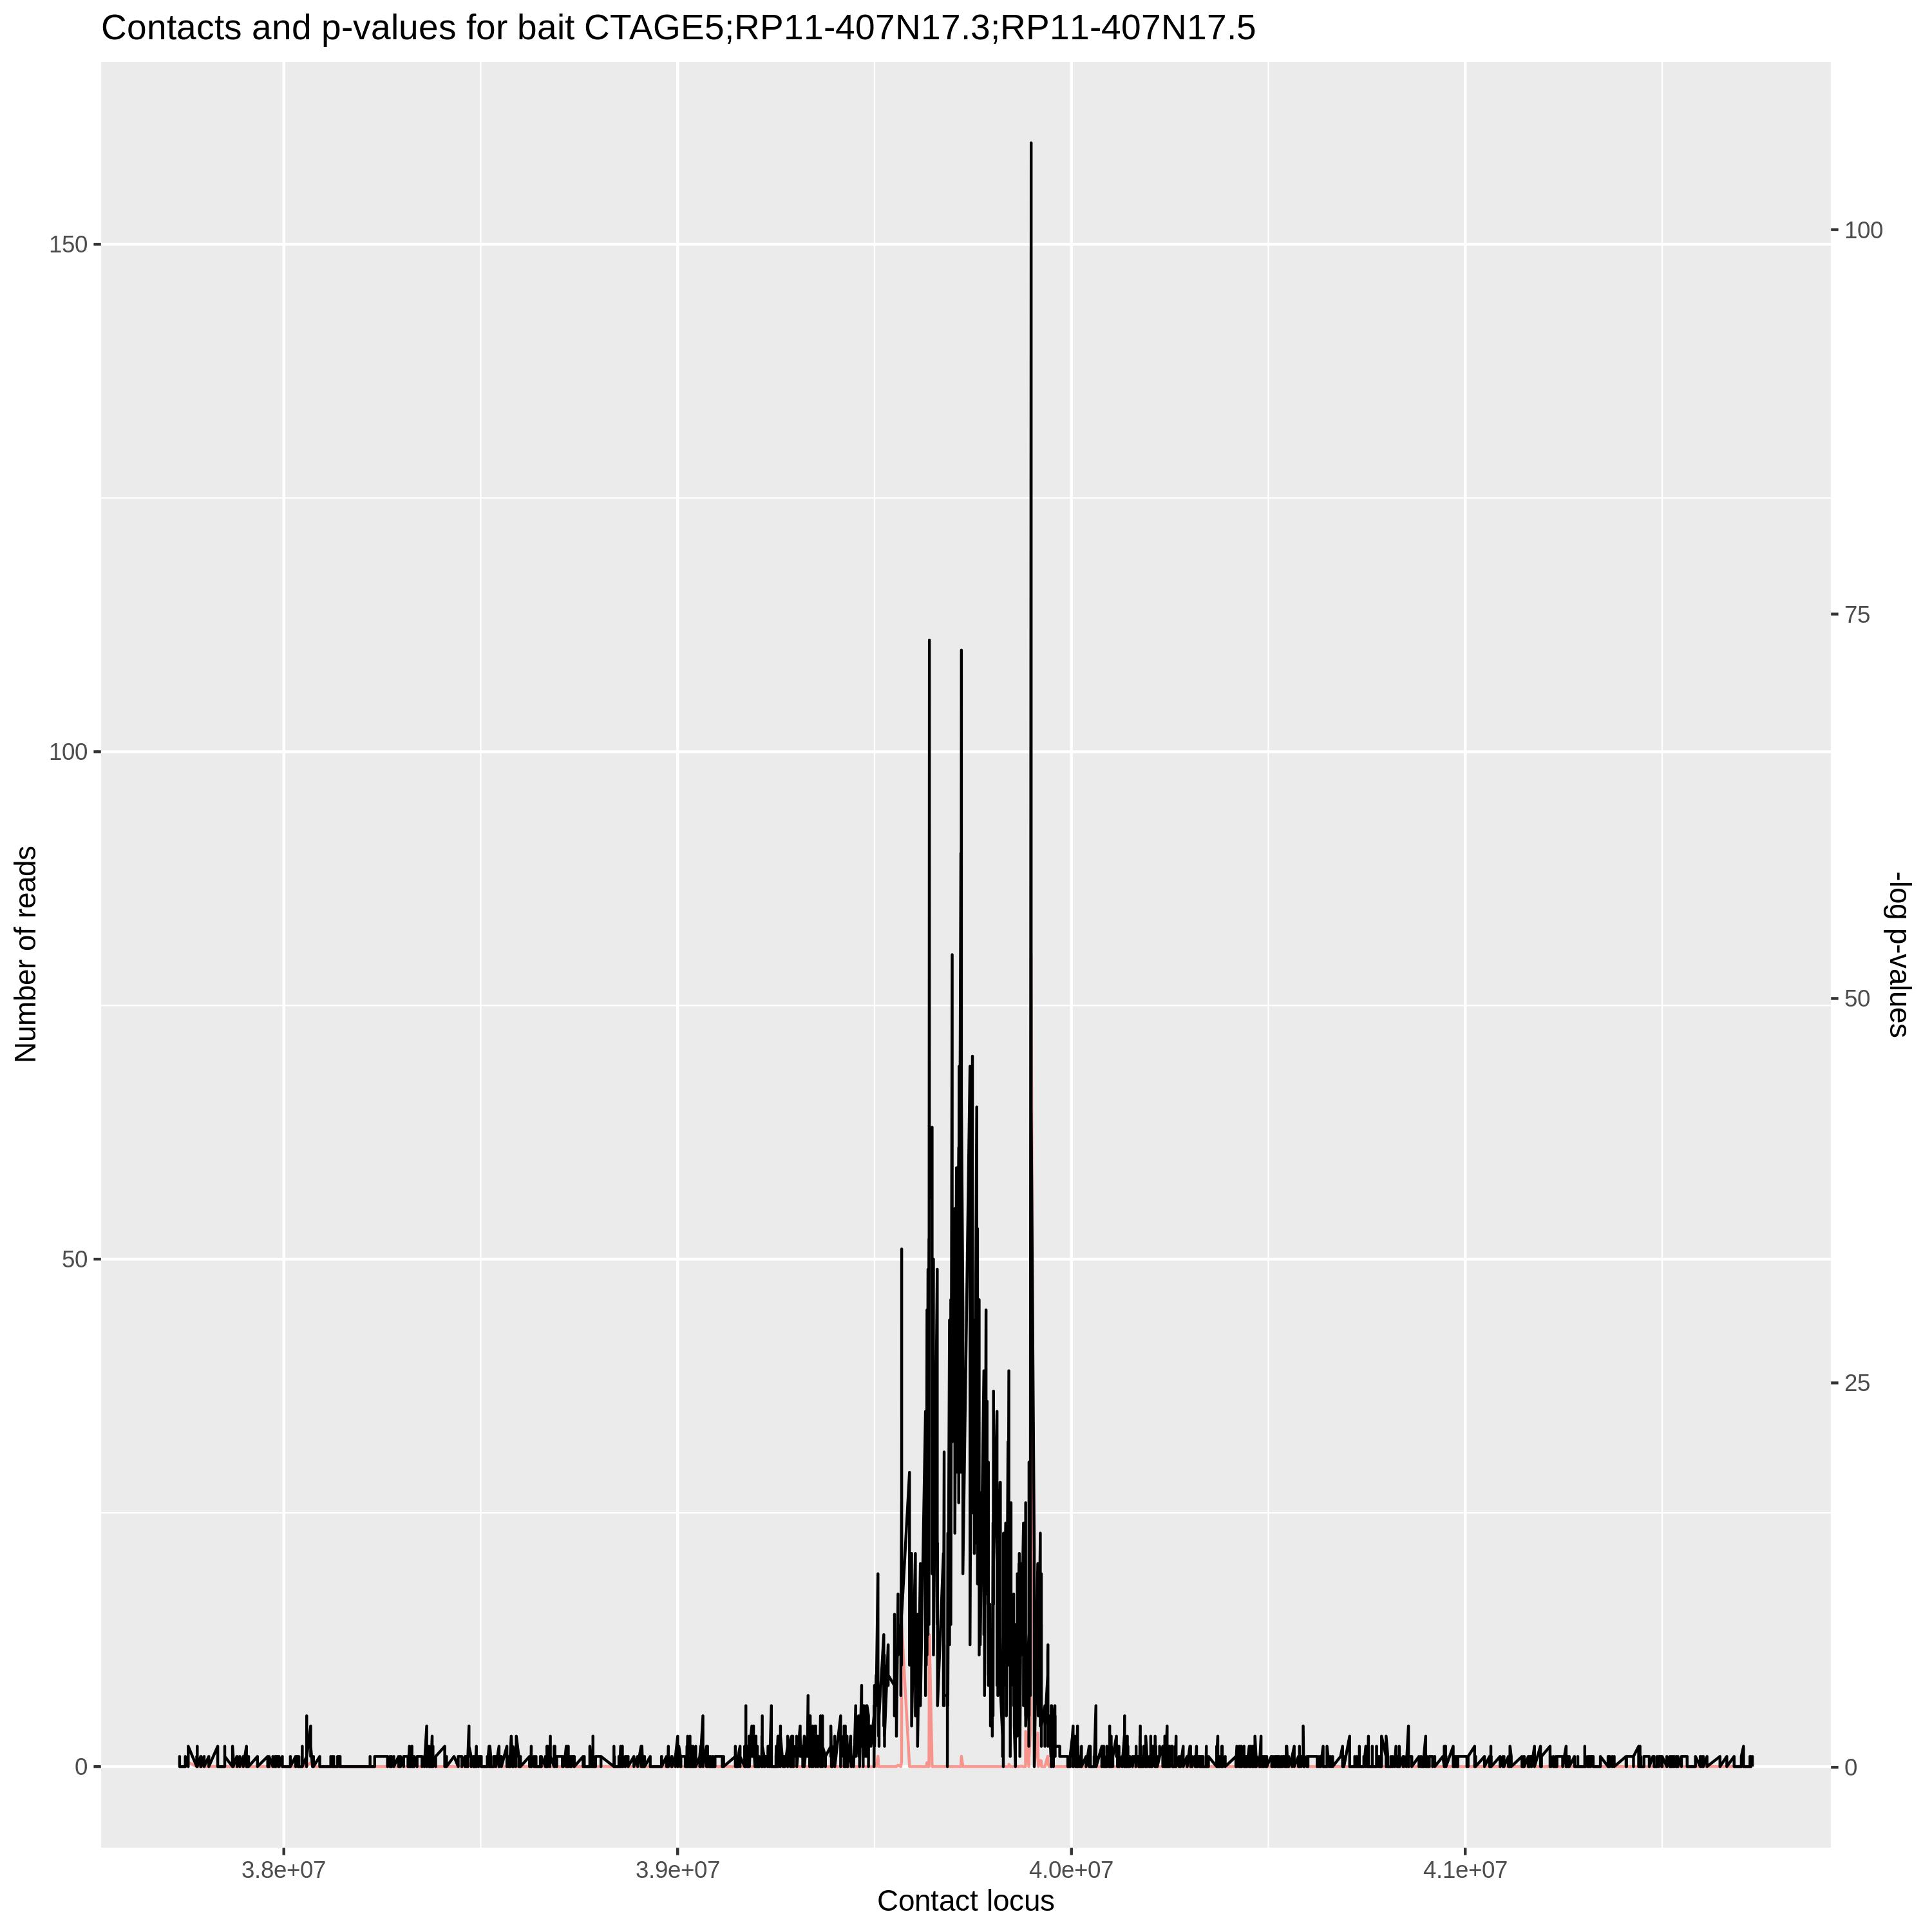 Contacts and p-values for bait CTAGE5;RP11-407N17.3;RP11-407N17.5
150
100
50
0
Number of reads
100
75
50
25
0
-log p-values
3.8e+07
3.9e+07
4.0e+07
4.1e+07
Contact locus